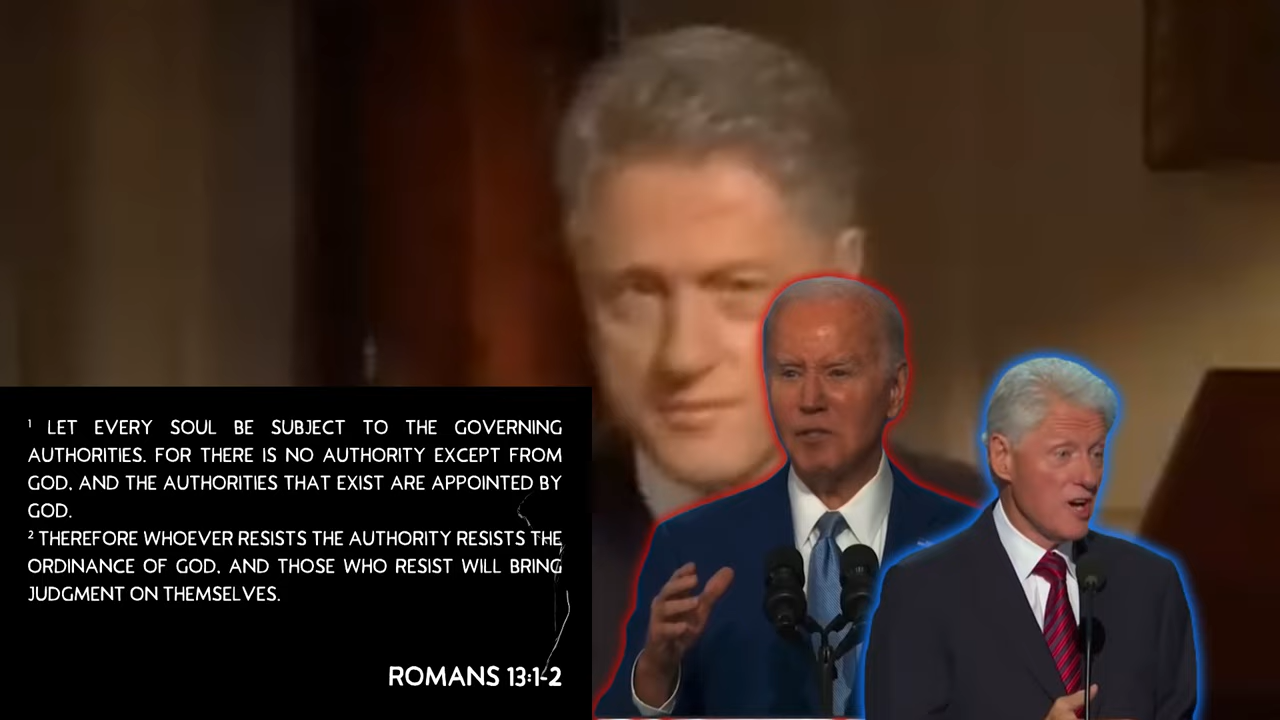 ¹ LET EVERY SOUL BE SUBJECT TO THE GOVERNING
AUTHORITIES. FOR THERE IS NO AUTHORITY EXCEPT FROM
GOD, AND THE AUTHORITIES THAT EXIST ARE APPOINTED BY
GOD.
² THEREFORE WHOEVER RESISTS THE AUTHORITY RESISTS THE
ORDINANCE OF GOD, AND THOSE WHO RESIST WILL BRING
JUDGMENT ON THEMSELVES.
ROMANS 13:1-2